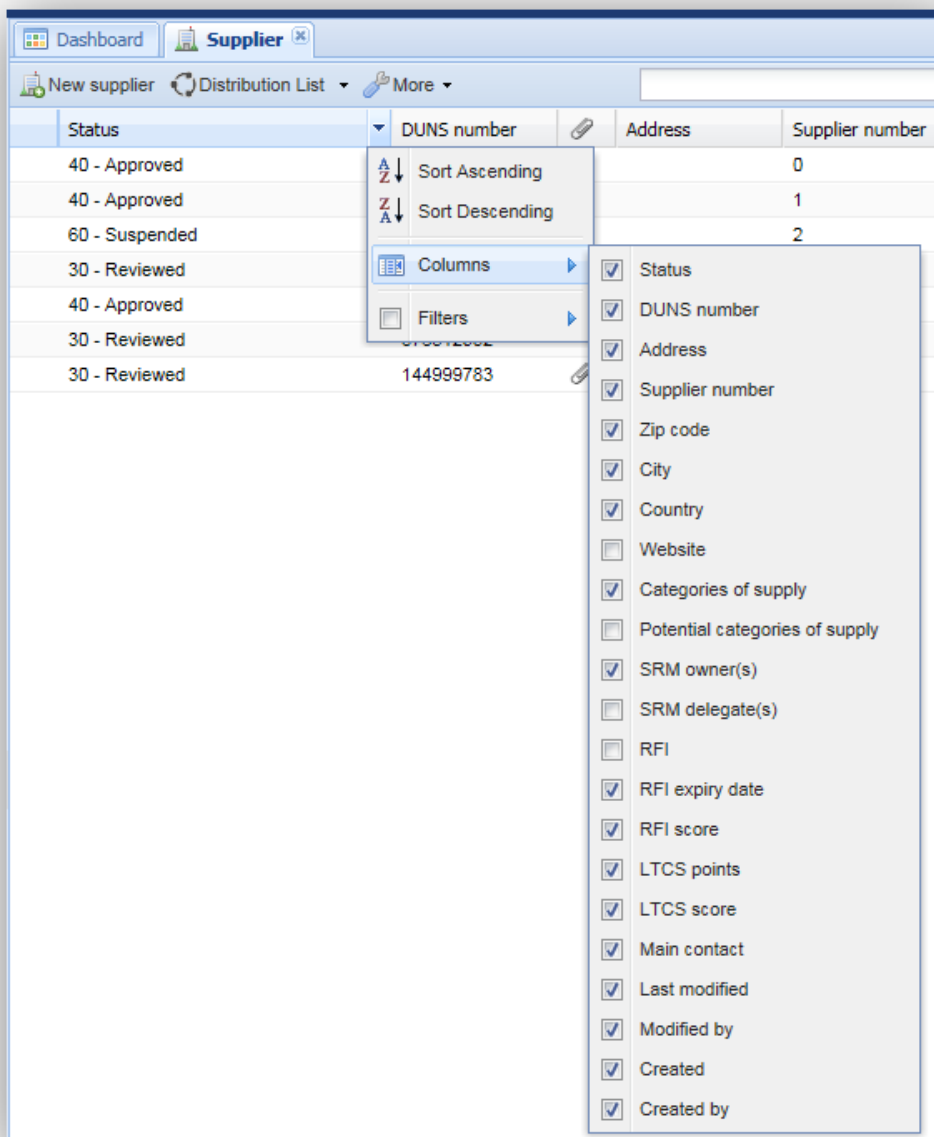 Dashboard Supplier
New supplier Distribution List More
Status DUNS number Address Supplier number
40 - Approved 0
40 - Approved 1
60 - Suspended 2
30 - Reviewed
40 - Approved
30 - Reviewed
30 - Reviewed 144999783
Sort Ascending
Sort Descending
Columns
Filters
Status
DUNS number
Address
Supplier number
Zip code
City
Country
Website
Categories of supply
Potential categories of supply
SRM owner(s)
SRM delegate(s)
RFI
RFI expiry date
RFI score
LTCS points
LTCS score
Main contact
Last modified
Modified by
Created
Created by